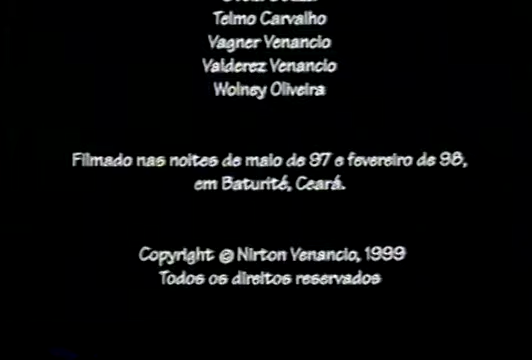 Telmo Carvalho
Vagner Venancio
Valderez Venancio
Wolney Oliveira
Filmado nas noites de maio de 97 e fevereiro de 98,
em Baturité, Ceará.
Copyright @ Nirton Venancio, 1999
Todos os direitos reservados